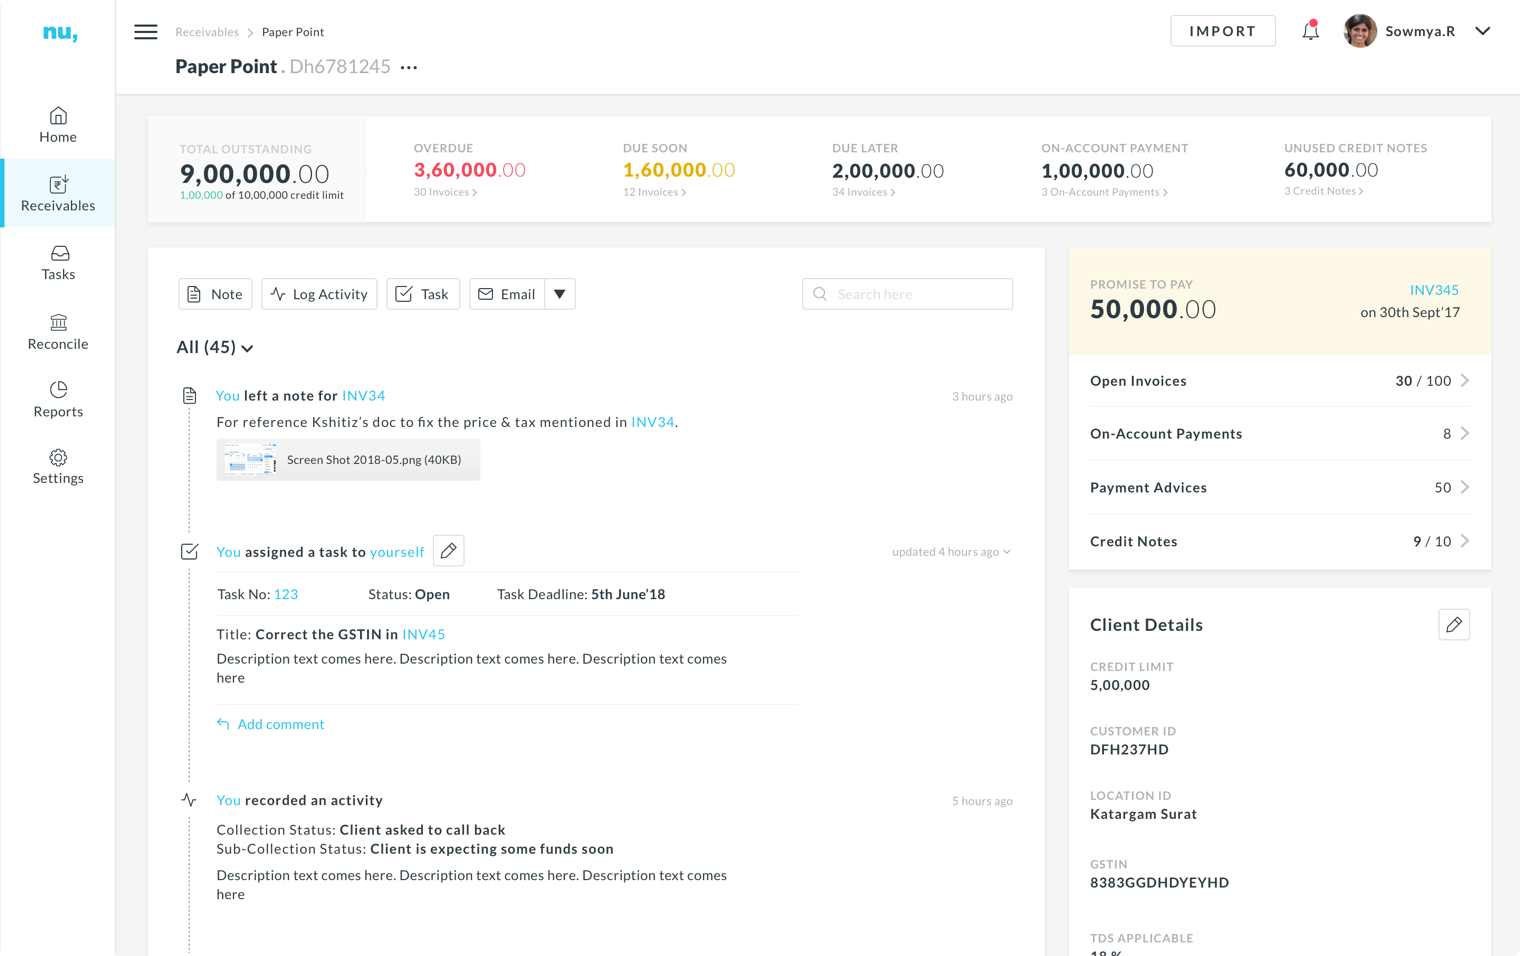 nu,
Receivables > Paper Point
IMPORT
Sowmya.R
Paper Point . Dh6781245 ...
Home
Receivables
Tasks
Reconcile
Reports
Settings
TOTAL OUTSTANDING
9,00,000.00
1,00,000 of 10,00,000 credit limit
OVERDUE
3,60,000.00
30 Invoices >
DUE SOON
1,60,000.00
12 Invoices >
DUE LATER
2,00,000.00
34 Invoices >
ON-ACCOUNT PAYMENT
1,00,000.00
3 On-Account Payments >
UNUSED CREDIT NOTES
60,000.00
3 Credit Notes >
Note
Log Activity
Task
Email
Search here
All (45)
You left a note for INV34
3 hours ago
For reference Kshitiz’s doc to fix the price & tax mentioned in INV34.
Screen Shot 2018-05.png (40KB)
You assigned a task to yourself
updated 4 hours ago
Task No: 123
Status: Open
Task Deadline: 5th June’18
Title: Correct the GSTIN in INV45
Description text comes here. Description text comes here. Description text comes
here
Add comment
You recorded an activity
5 hours ago
Collection Status: Client asked to call back
Sub-Collection Status: Client is expecting some funds soon
Description text comes here. Description text comes here. Description text comes
here
PROMISE TO PAY
50,000.00
INV345
on 30th Sept’17
Open Invoices
30 / 100
On-Account Payments
8
Payment Advices
50
Credit Notes
9 / 10
Client Details
CREDIT LIMIT
5,00,000
CUSTOMER ID
DFH237HD
LOCATION ID
Katargam Surat
GSTIN
8383GGDHDYEYHD
TDS APPLICABLE
18 %